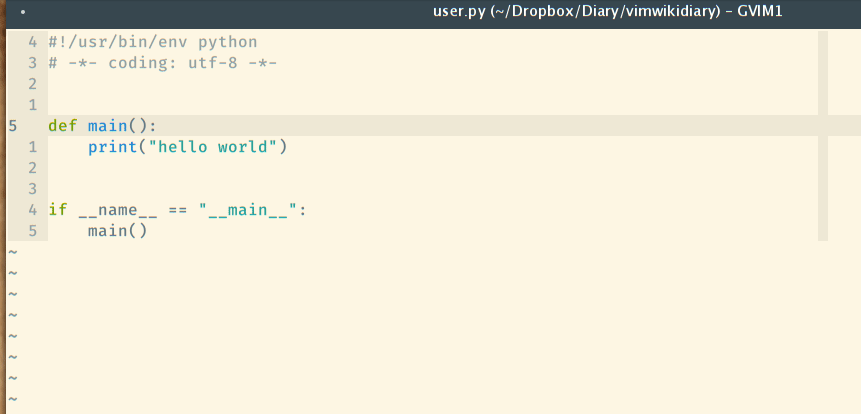 user.py (~/Dropbox/Diary/vimwikidiary) - GVIM1
4 #!/usr/bin/env python
3 # -*- coding: utf-8 -*-
2
1
5 def main():
1     print("hello world")
2
3
4 if __name__ == "__main__":
5     main()
~
~
~
~
~
~
~
~